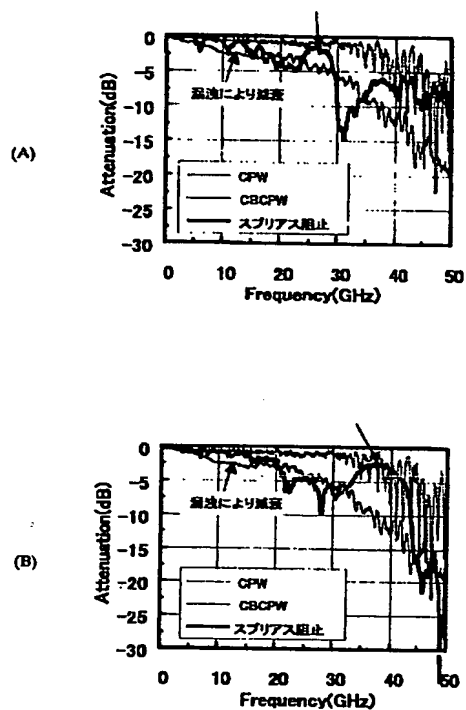 (A)
Attenuation(dB)
0
-5
-10
-15
-20
-25
-30
漏洩により減衰
CPW
CBCPW
スプリアス阻止
0 10 20 30 40 50
Frequency(GHz)
(B)
Attenuation(dB)
0
-5
-10
-15
-20
-25
-30
漏洩により減衰
CPW
CBCPW
スプリアス阻止
0 10 20 30 40 50
Frequency(GHz)